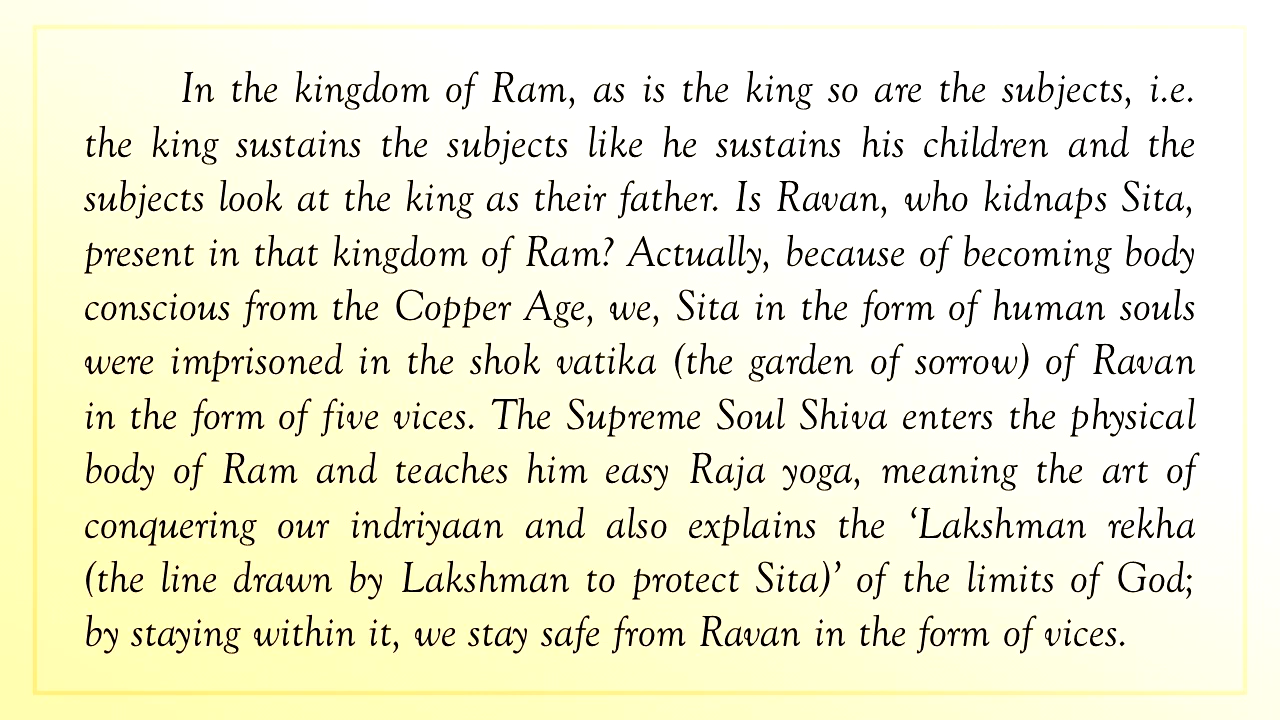 In the kingdom of Ram, as is the king so are the subjects, i.e.
the king sustains the subjects like he sustains his children and the
subjects look at the king as their father. Is Ravan, who kidnaps Sita,
present in that kingdom of Ram? Actually, because of becoming body
conscious from the Copper Age, we, Sita in the form of human souls
were imprisoned in the shok vatika (the garden of sorrow) of Ravan
in the form of five vices. The Supreme Soul Shiva enters the physical
body of Ram and teaches him easy Raja yoga, meaning the art of
conquering our indriyaan and also explains the ‘Lakshman rekha
(the line drawn by Lakshman to protect Sita)’ of the limits of God;
by staying within it, we stay safe from Ravan in the form of vices.